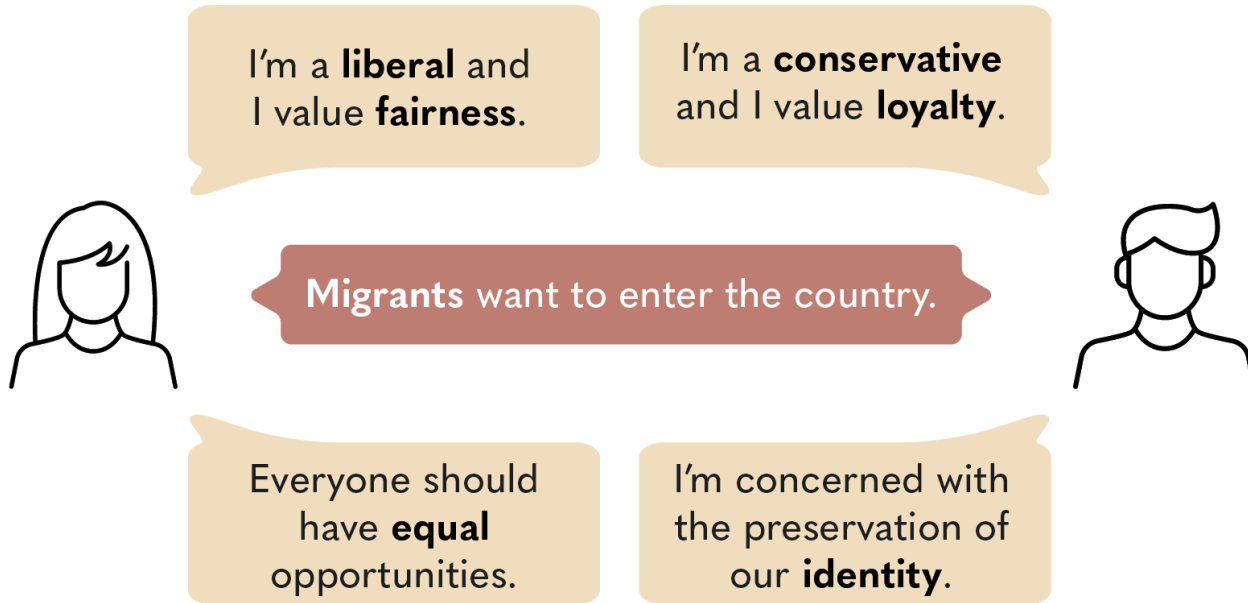 I'm a liberal and
I value fairness.
I'm a conservative
and I value loyalty.
Migrants want to enter the country.
Everyone should
have equal
opportunities.
I'm concerned with
the preservation of
our identity.